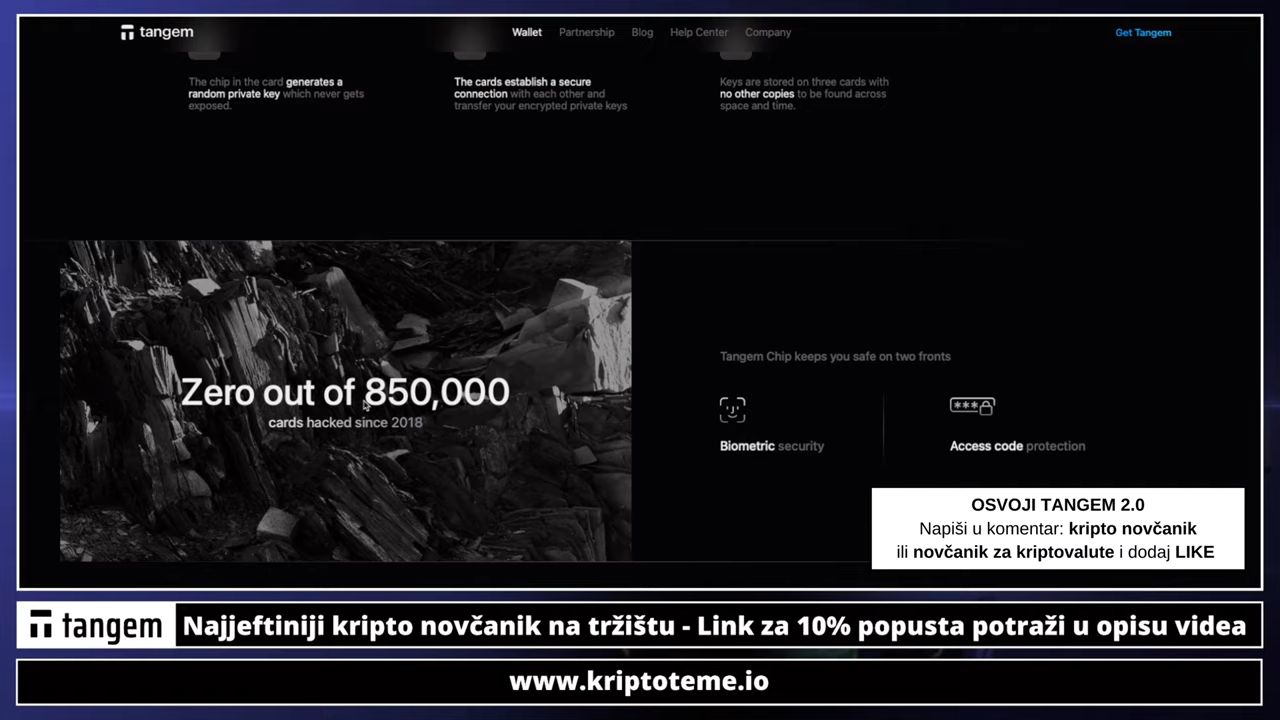 tangem
Wallet Partnership Blog Help Center Company
Get Tangem
The chip in the card generates a
random private key which never gets
exposed.
The cards establish a secure
connection with each other and
transfer your encrypted private keys
Keys are stored on three cards with
no other copies to be found across
space and time.
Zero out of 850,000
cards hacked since 2018
Tangem Chip keeps you safe on two fronts
***
Biometric security
Access code protection
OSVOJI TANGEM 2.0
Napiši u komentar: kripto novčanik
ili novčanik za kriptovalute i dodaj LIKE
tangem
Najjeftiniji kripto novčanik na tržištu - Link za 10% popusta potraži u opisu videa
www.kriptoteme.io